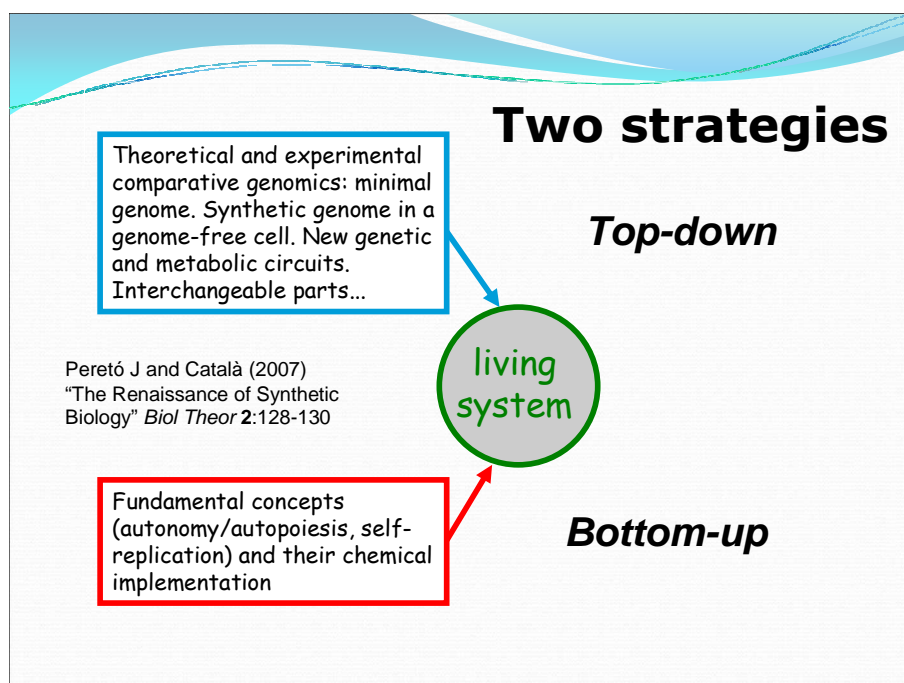 Two strategies
Theoretical and experimental
comparative genomics: minimal
genome. Synthetic genome in a
genome-free cell. New genetic
and metabolic circuits.
Interchangeable parts...
Top-down
living
system
Peretó J and Català (2007)
“The Renaissance of Synthetic
Biology” Biol Theor 2:128-130
Fundamental concepts
(autonomy/autopoiesis, self-
replication) and their chemical
implementation
Bottom-up